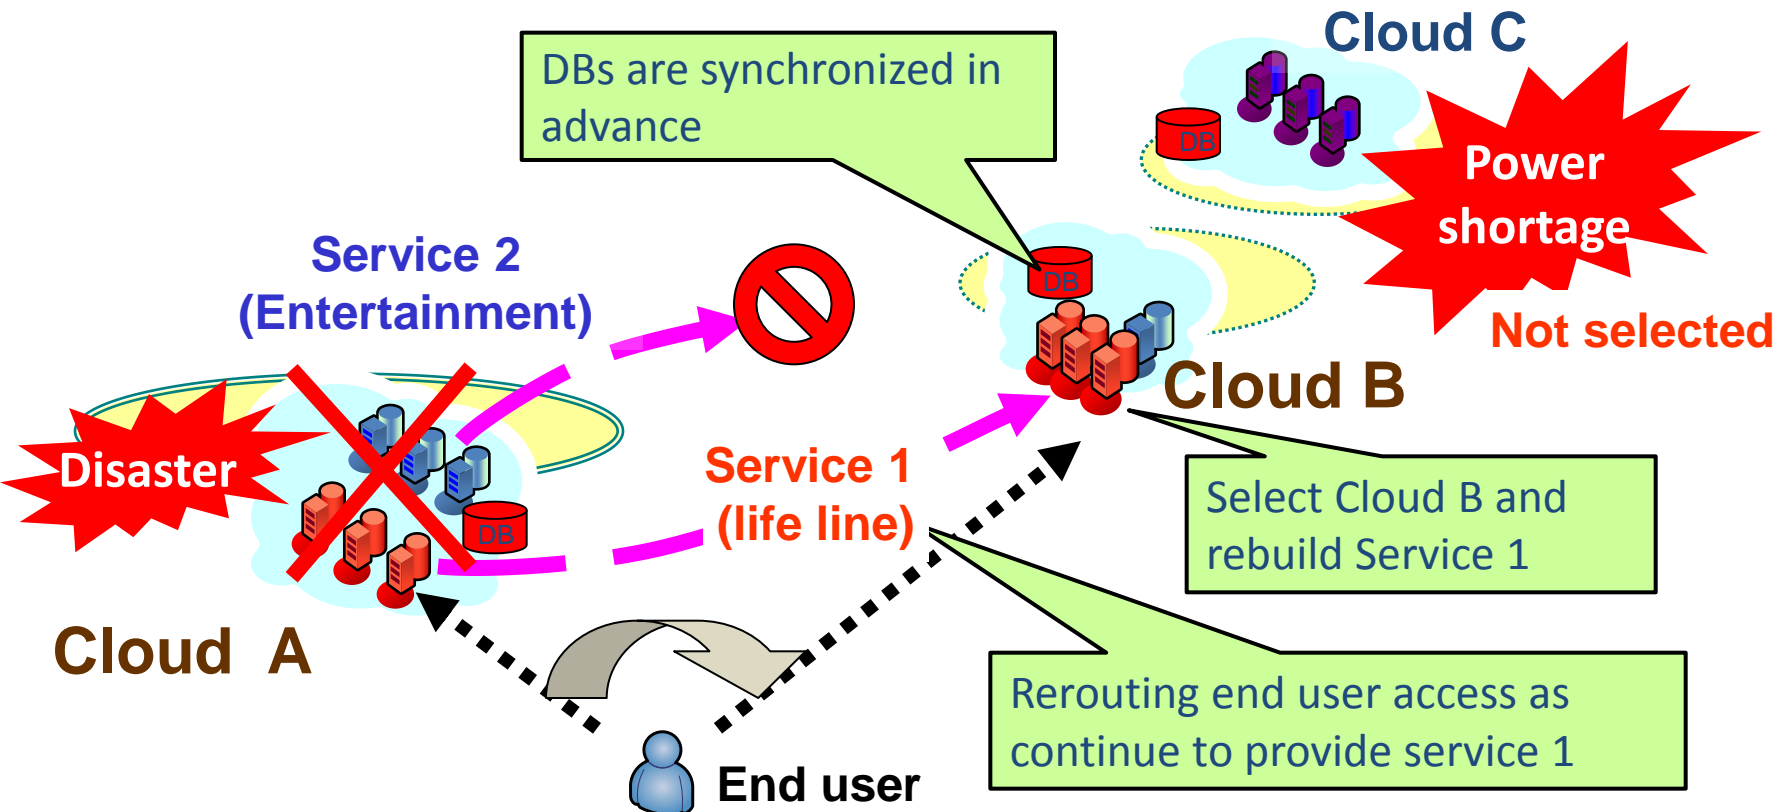 Cloud C
DBs are synchronized in
advance
DB
Power
shortage
Not selected
Service 2
(Entertainment)
DB
Cloud B
Disaster
DB
Service 1
(life line)
Select Cloud B and
rebuild Service 1
Cloud A
Rerouting end user access as
continue to provide service 1
End user